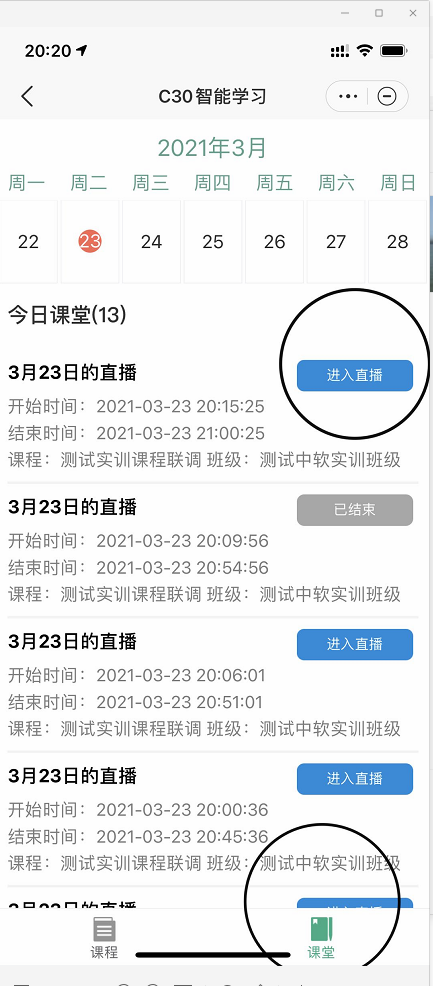 20:20
C30智能学习
2021年3月
周一 周二 周三 周四 周五 周六 周日
22 23 24 25 26 27 28
今日课堂(13)
3月23日的直播 进入直播
开始时间：2021-03-23 20:15:25
结束时间：2021-03-23 21:00:25
课程：测试实训课程联调 班级：测试中软实训班级
3月23日的直播 已结束
开始时间：2021-03-23 20:09:56
结束时间：2021-03-23 20:54:56
课程：测试实训课程联调 班级：测试中软实训班级
3月23日的直播 进入直播
开始时间：2021-03-23 20:06:01
结束时间：2021-03-23 20:51:01
课程：测试实训课程联调 班级：测试中软实训班级
3月23日的直播 进入直播
开始时间：2021-03-23 20:00:36
结束时间：2021-03-23 20:45:36
课程：测试实训课程联调 班级：测试中软实训班级
课程 课堂